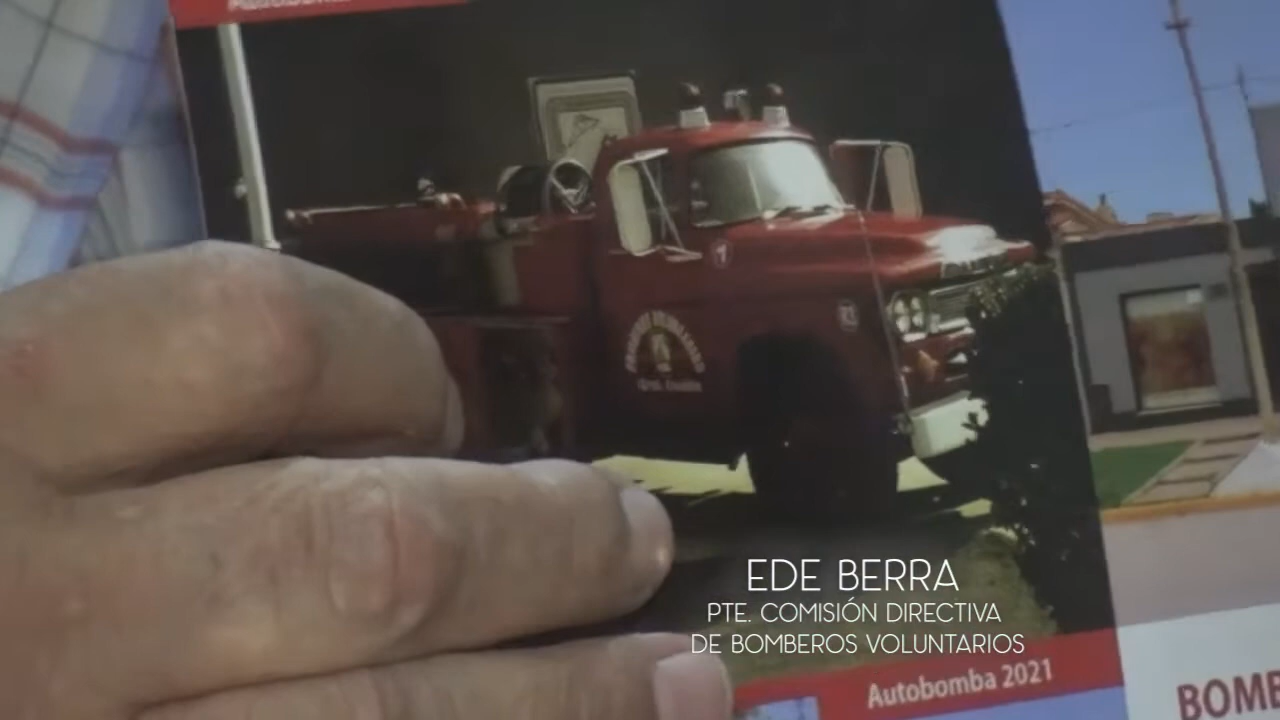 EDE BERRA
PTE. COMISIÓN DIRECTIVA
DE BOMBEROS VOLUNTARIOS
Autobomba 2021
BOMB